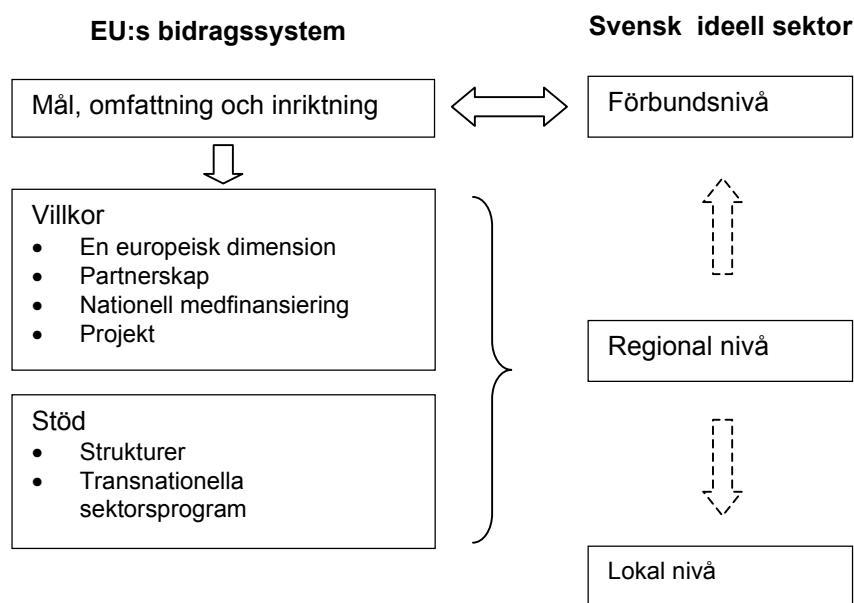 EU:s bidragssystem
Svensk ideell sektor
Mål, omfattning och inriktning
Förbundsnivå
Villkor
• En europeisk dimension
• Partnerskap
• Nationell medfinansiering
• Projekt
Regional nivå
Stöd
• Strukturer
• Transnationella
sektorsprogram
Lokal nivå